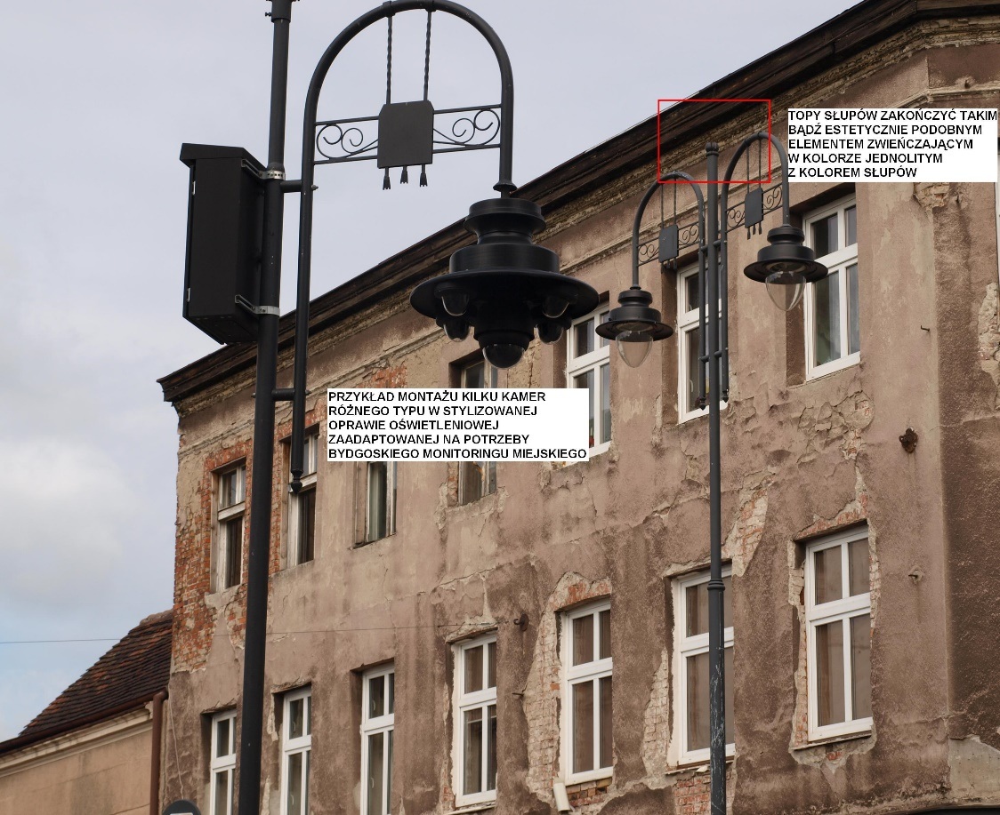 TOPY SŁUPÓW ZAKOŃCZYĆ TAKIM
BĄDŹ ESTETYCZNIE PODOBNYM
ELEMENTEM ZWIEŃCZAJĄCYM
W KOLORZE JEDNOLITYM
Z KOLOREM SŁUPÓW
PRZYKŁAD MONTAŻU KILKU KAMER
RÓŻNEGO TYPU W STYLIZOWANEJ
OPRAWIE OŚWIETLENIOWEJ
ZAADAPTOWANEJ NA POTRZEBY
BYDGOSKIEGO MONITORINGU MIEJSKIEGO